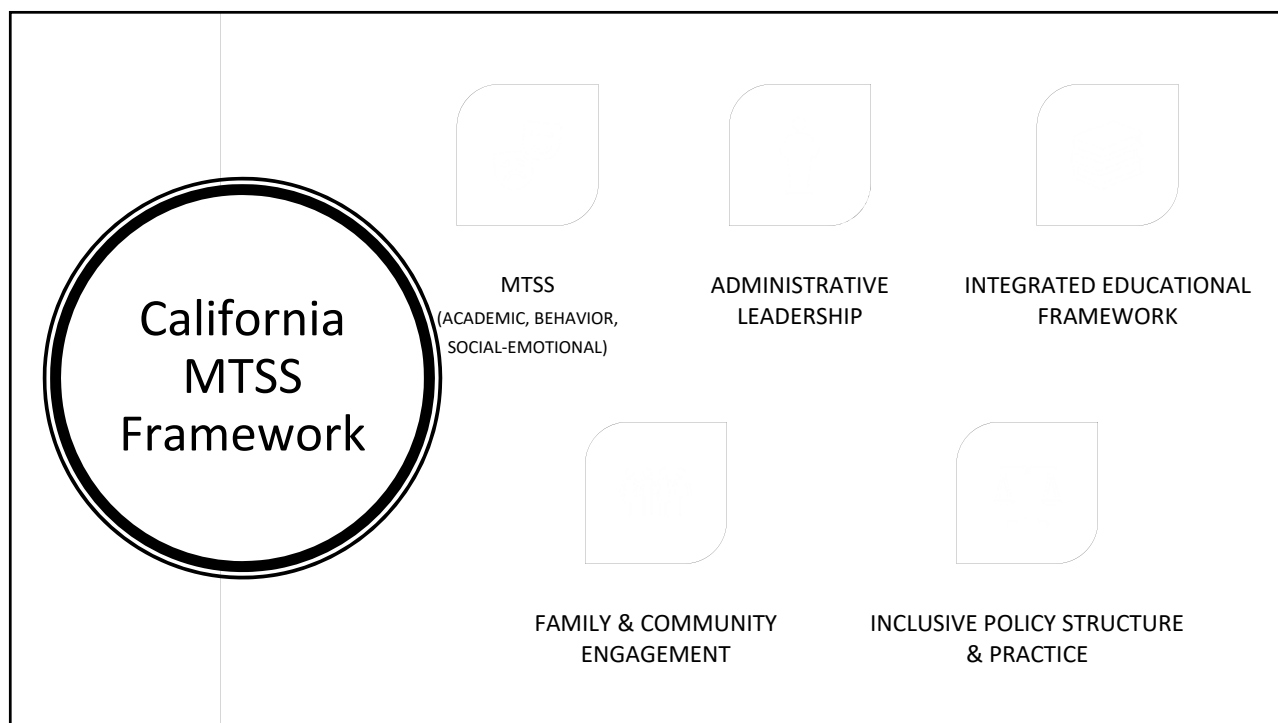 California
MTSS
Framework
MTSS
(ACADEMIC, BEHAVIOR,
SOCIAL-EMOTIONAL)
ADMINISTRATIVE
LEADERSHIP
INTEGRATED EDUCATIONAL
FRAMEWORK
FAMILY & COMMUNITY
ENGAGEMENT
INCLUSIVE POLICY STRUCTURE
& PRACTICE